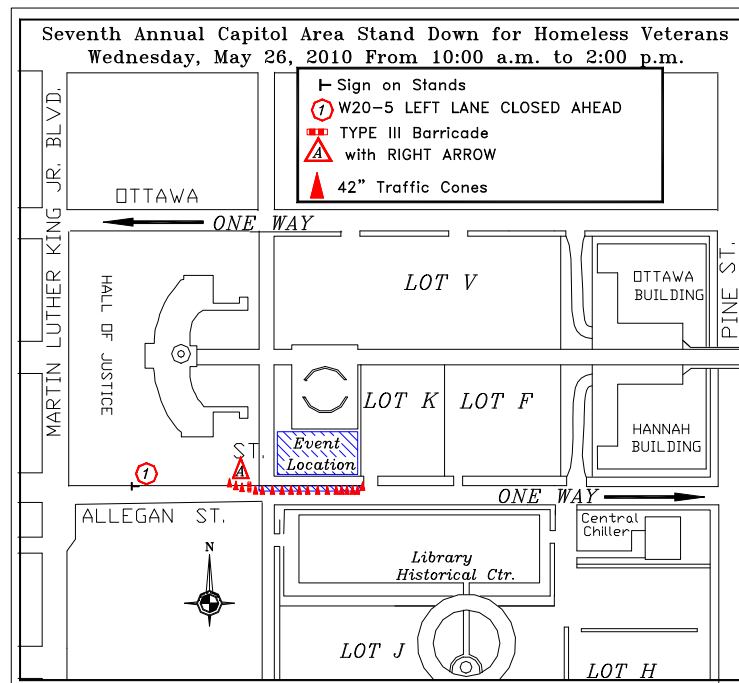 Seventh Annual Capitol Area Stand Down for Homeless Veterans
Wednesday, May 26, 2010 From 10:00 a.m. to 2:00 p.m.
Sign on Stands
1 W20-5 LEFT LANE CLOSED AHEAD
TYPE III Barricade
A with RIGHT ARROW
42" Traffic Cones
MARTIN LUTHER KING JR. BLVD.
OTTAWA
ONE WAY
HALL OF JUSTICE
LOT V
OTTAWA
BUILDING
PINE ST.
LOT K
LOT F
HANNAH
BUILDING
ST.
Event
Location
1
A
ONE WAY
ALLEGAN ST.
Central
Chiller
N
Library
Historical Ctr.
LOT J
LOT H